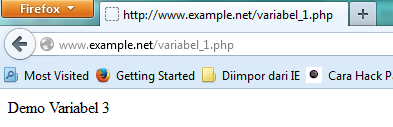 Firefox
http://www.example.net/variabel_1.php
www.example.net/variabel_1.php
Most Visited Getting Started Diimpor dari IE Cara Hack P
Demo Variabel 3